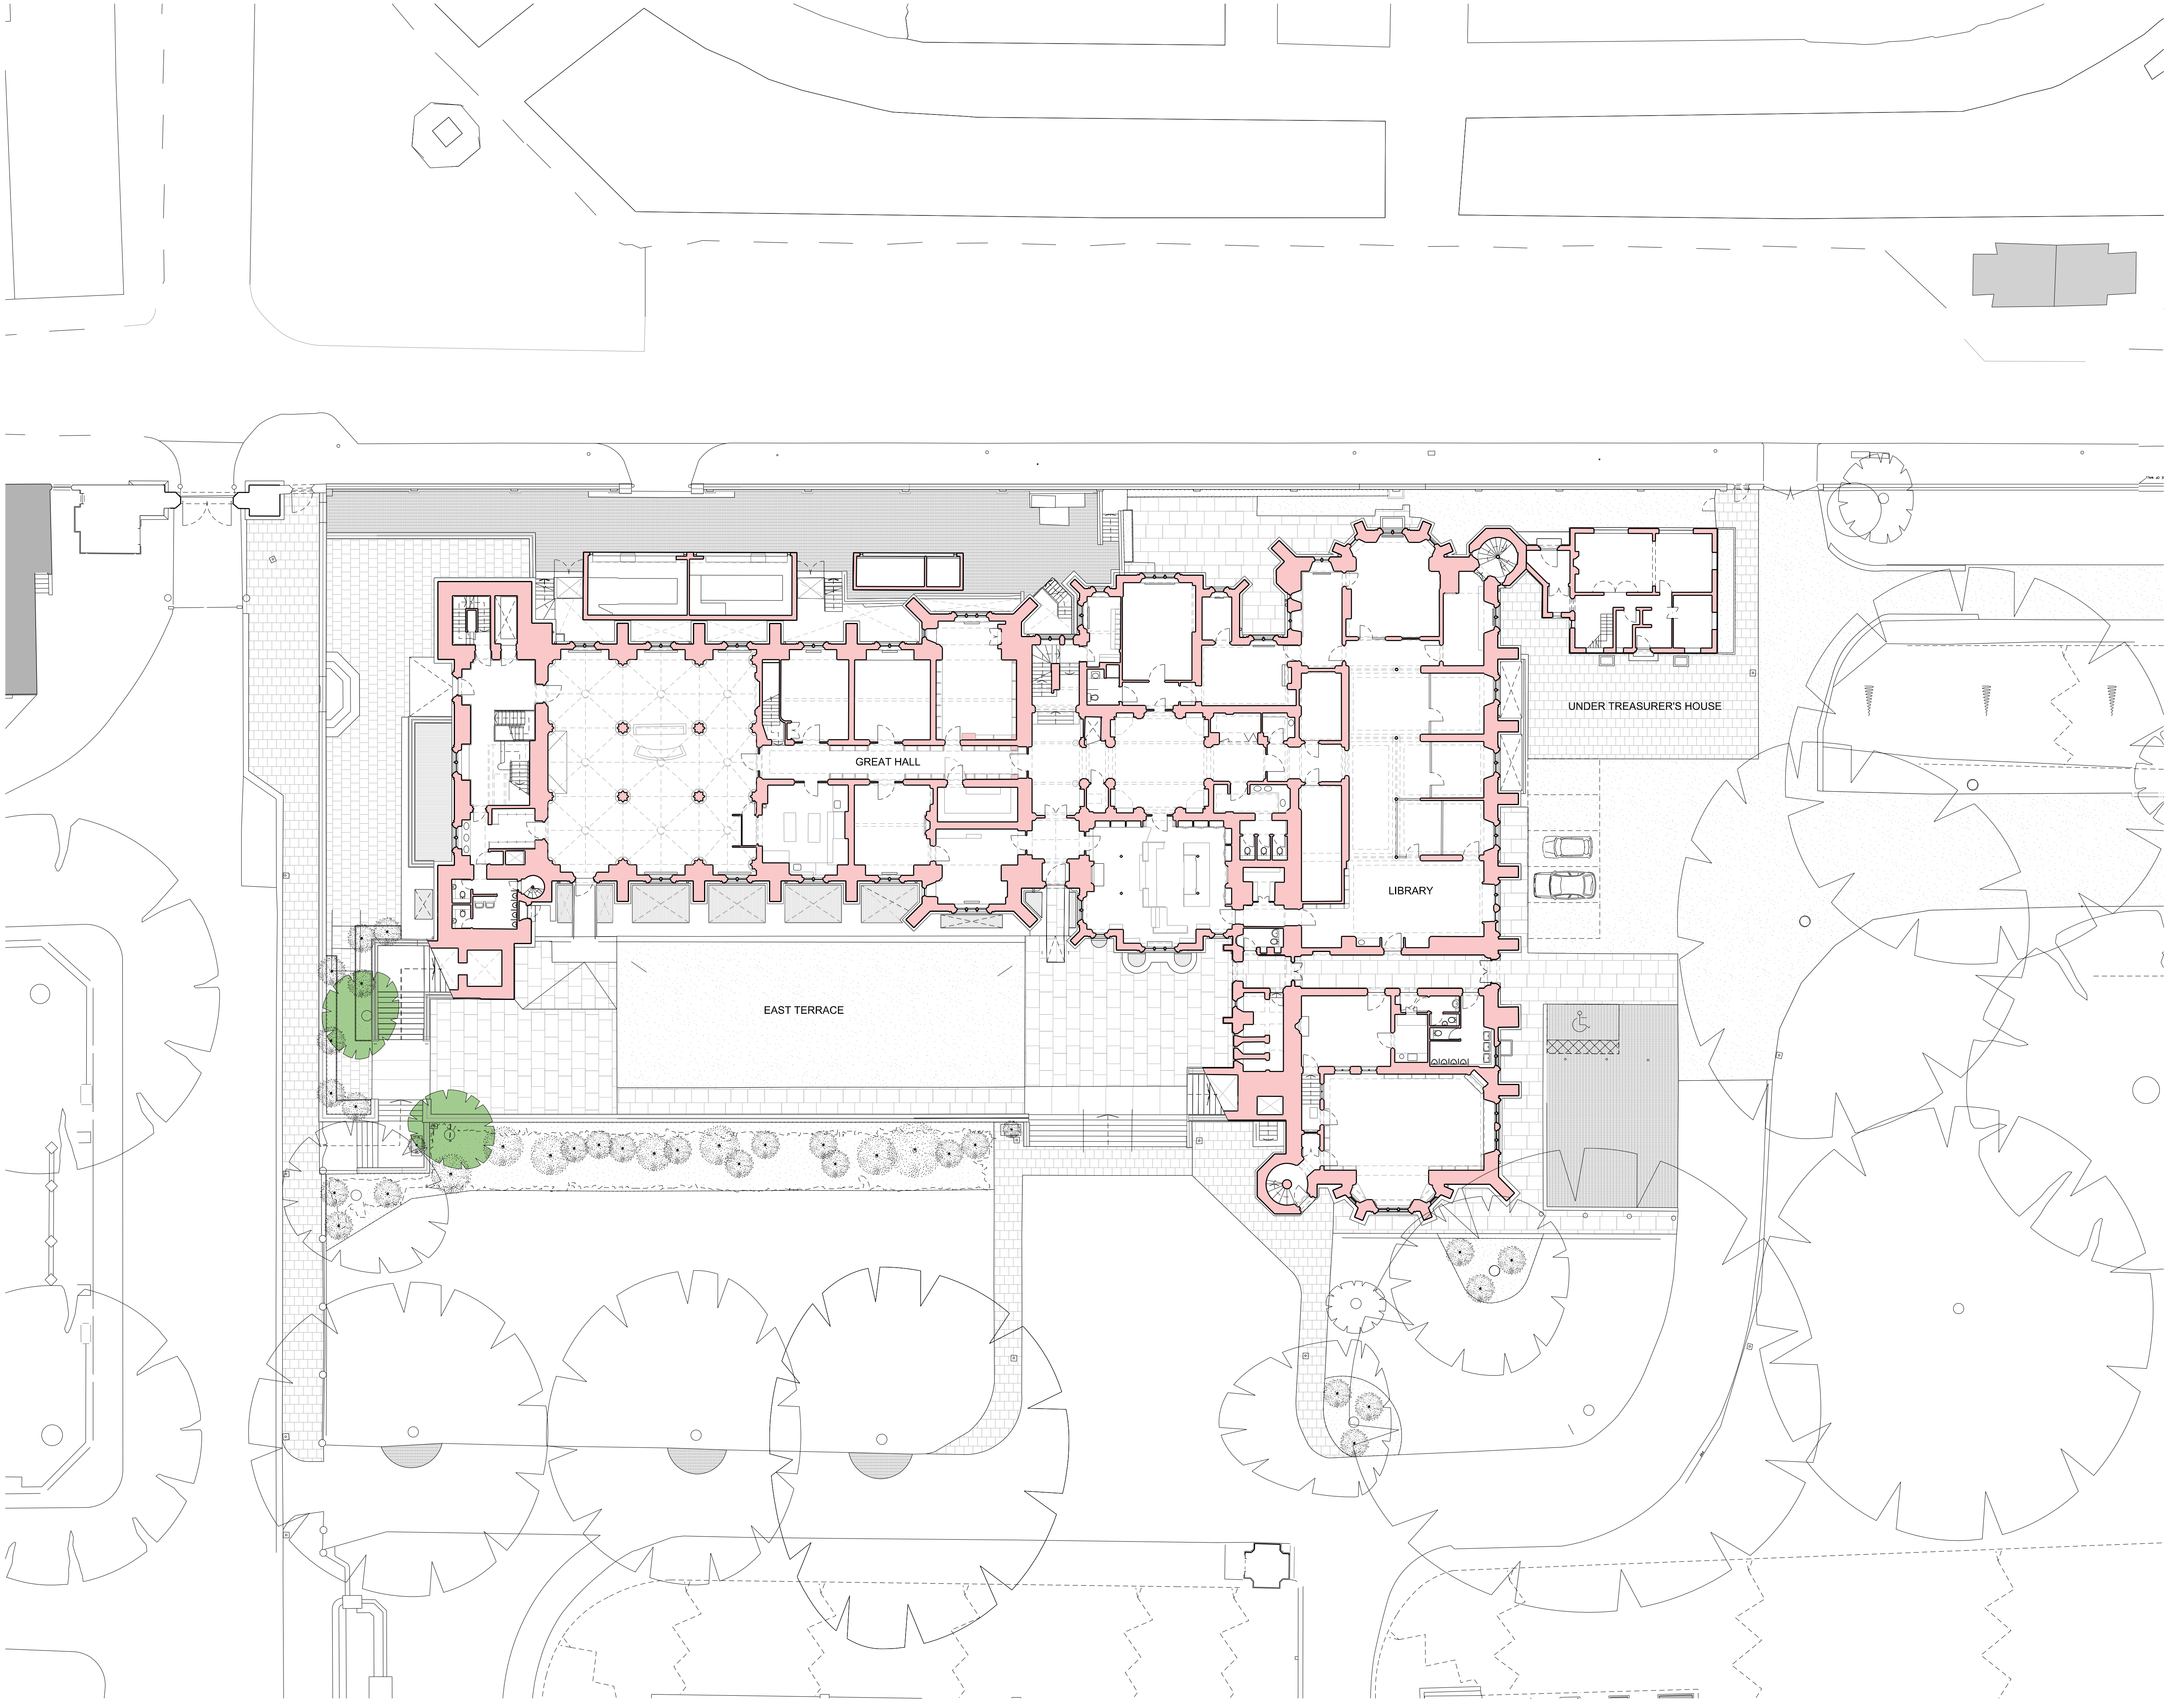 UNDER TREASURER'S HOUSE
GREAT HALL
LIBRARY
EAST TERRACE